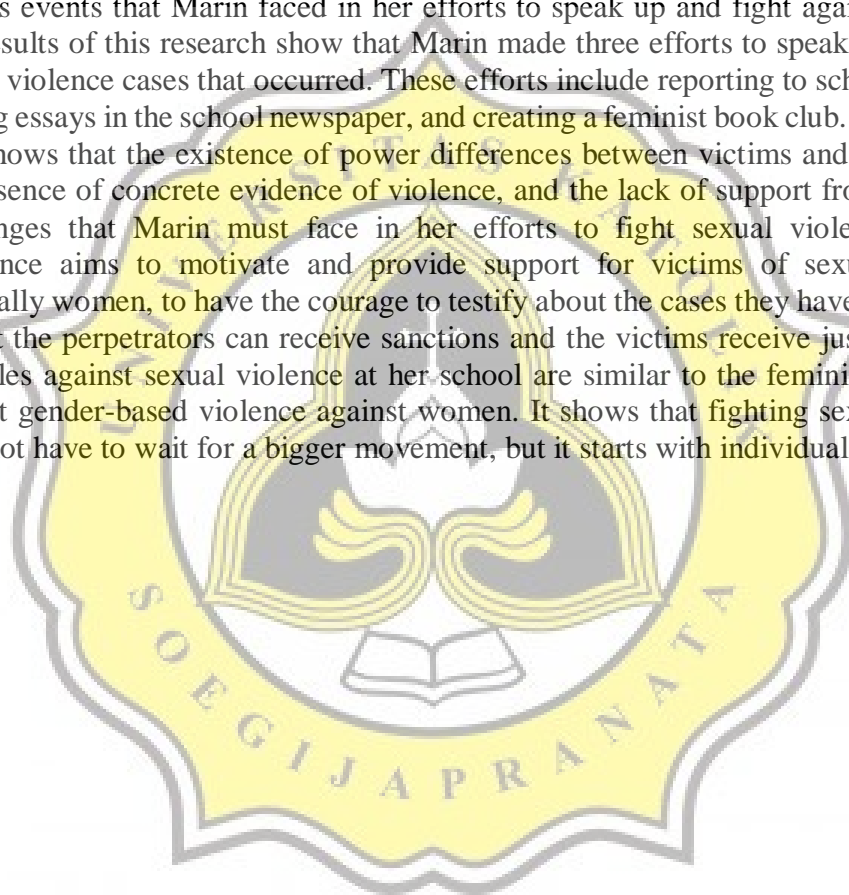 s events that Marin faced in her efforts to speak up and fight agai
sults of this research show that Marin made three efforts to speak
violence cases that occurred. These efforts include reporting to sch
g essays in the school newspaper, and creating a feminist book club.
hows that the existence of power differences between victims and
sence of concrete evidence of violence, and the lack of support fro
nges that Marin must face in her efforts to fight sexual viole
nce aims to motivate and provide support for victims of sexu
ally women, to have the courage to testify about the cases they have
t the perpetrators can receive sanctions and the victims receive jus
les against sexual violence at her school are similar to the femini
t gender-based violence against women. It shows that fighting sex
ot have to wait for a bigger movement, but it starts with individual
UNIVERSITAS KATOLIK
SOEGIJAPRANATA